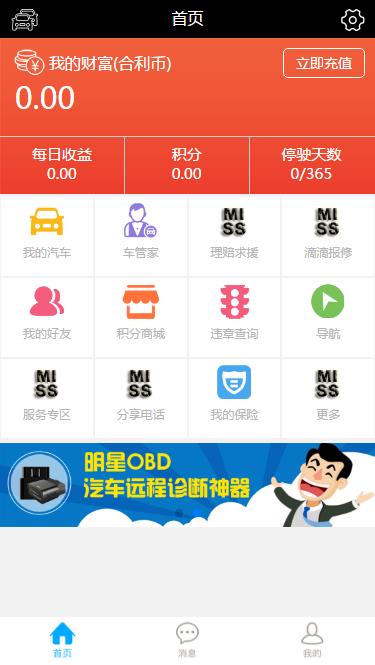 首页
我的财富(合利币)
立即充值
0.00
每日收益 积分 停驶天数
0.00 0.00 0/365
MI
SS
MI
SS
我的汽车 车管家 理赔求援 滴滴报修
我的好友 积分商城 违章查询 导航
MI
SS
MI
SS
MI
SS
服务专区 分享电话 我的保险 更多
明星OBD
汽车远程诊断神器
首页 消息 我的